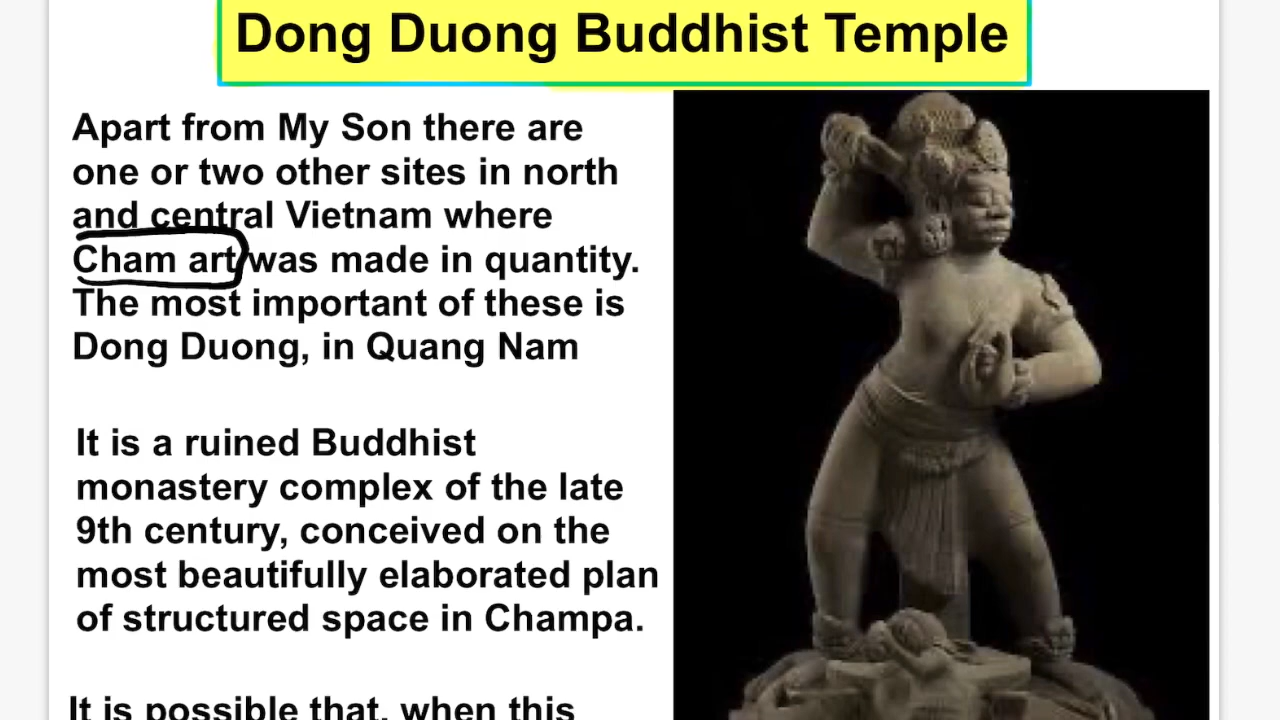 Dong Duong Buddhist Temple
Apart from My Son there are
one or two other sites in north
and central Vietnam where
Cham art was made in quantity.
The most important of these is
Dong Duong, in Quang Nam
It is a ruined Buddhist
monastery complex of the late
9th century, conceived on the
most beautifully elaborated plan
of structured space in Champa.
It is possible that, when this